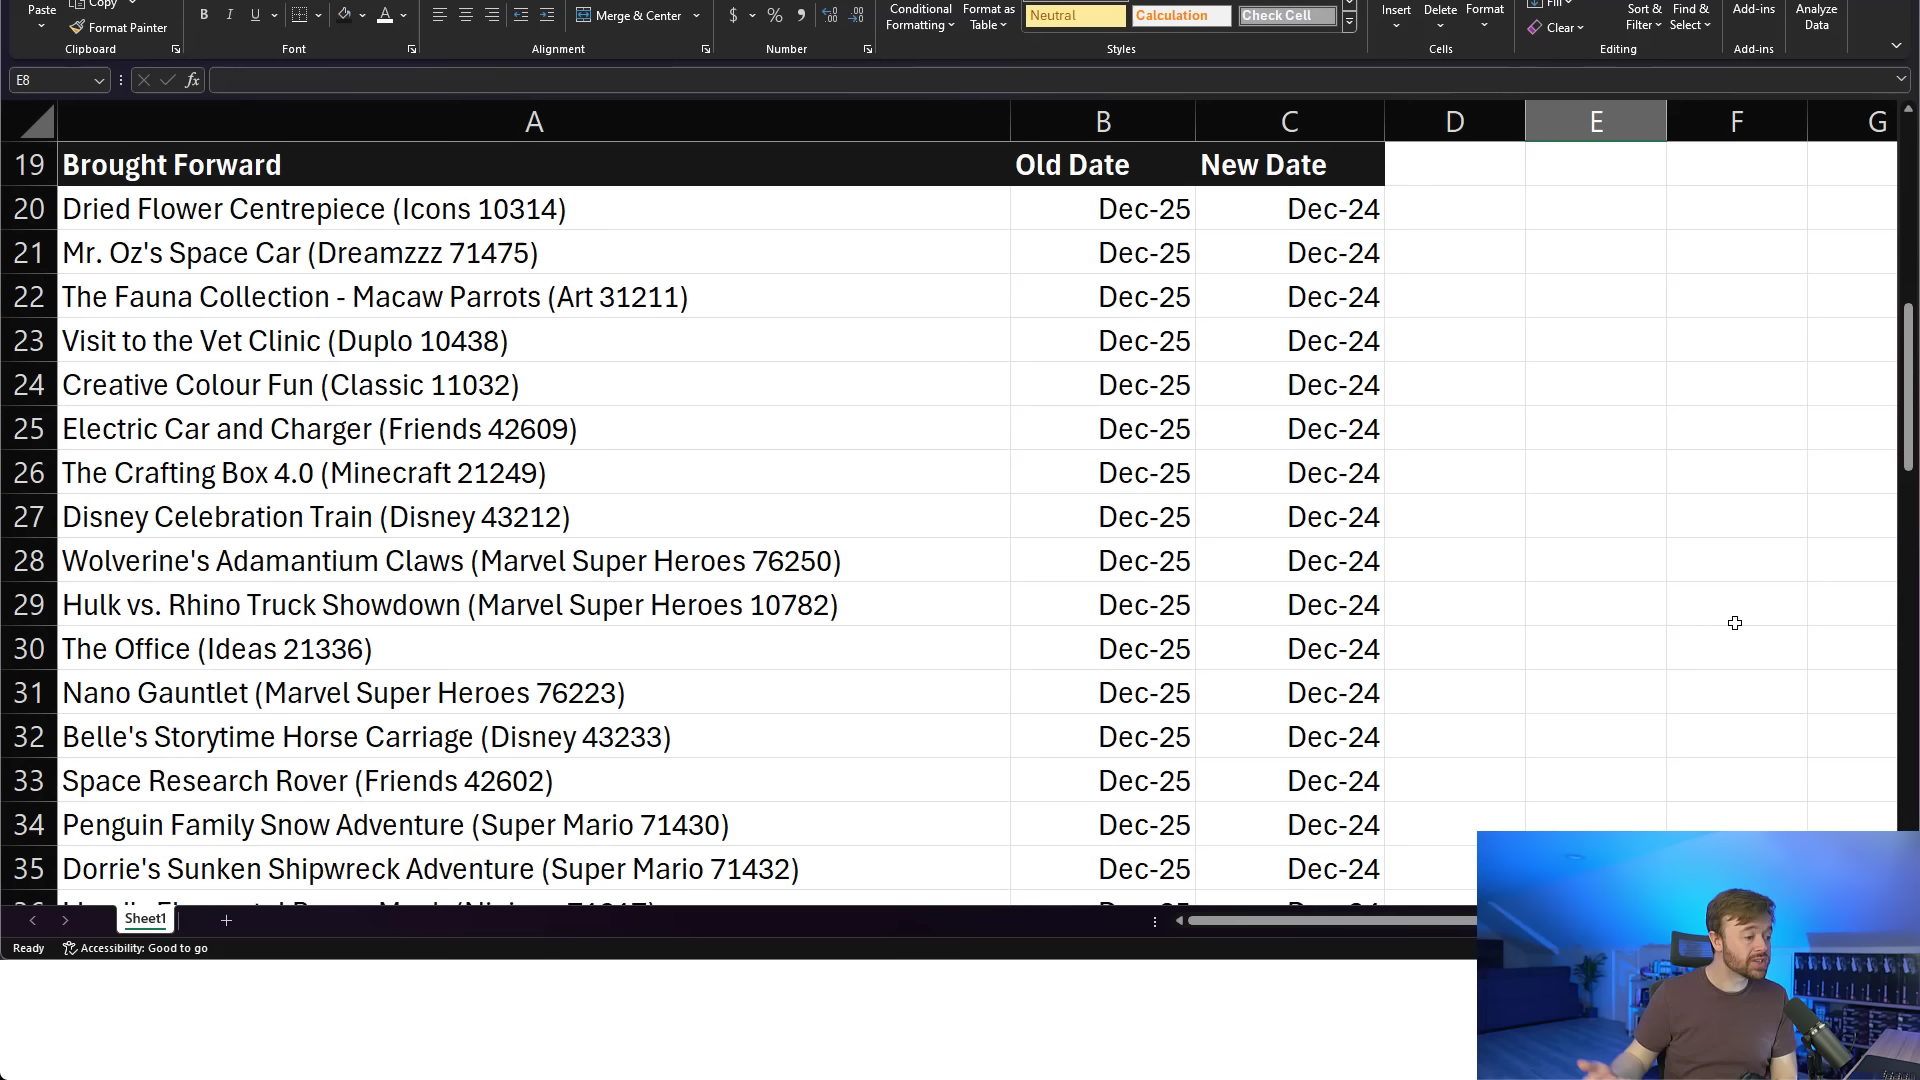 Paste
Copy
Format Painter
Clipboard
B I U A
Font
Merge & Center
Alignment
$ % ,
Number
Conditional Formatting
Format as Table
Neutral
Calculation
Check Cell
Styles
Insert
Delete
Format
Cells
Fill
Clear
Sort & Filter
Find & Select
Editing
Add-ins
Add-ins
Analyze Data
E8
fx
A B C D E F G
19 Brought Forward Old Date New Date
20 Dried Flower Centrepiece (Icons 10314) Dec-25 Dec-24
21 Mr. Oz's Space Car (Dreamzzz 71475) Dec-25 Dec-24
22 The Fauna Collection - Macaw Parrots (Art 31211) Dec-25 Dec-24
23 Visit to the Vet Clinic (Duplo 10438) Dec-25 Dec-24
24 Creative Colour Fun (Classic 11032) Dec-25 Dec-24
25 Electric Car and Charger (Friends 42609) Dec-25 Dec-24
26 The Crafting Box 4.0 (Minecraft 21249) Dec-25 Dec-24
27 Disney Celebration Train (Disney 43212) Dec-25 Dec-24
28 Wolverine's Adamantium Claws (Marvel Super Heroes 76250) Dec-25 Dec-24
29 Hulk vs. Rhino Truck Showdown (Marvel Super Heroes 10782) Dec-25 Dec-24
30 The Office (Ideas 21336) Dec-25 Dec-24
31 Nano Gauntlet (Marvel Super Heroes 76223) Dec-25 Dec-24
32 Belle's Storytime Horse Carriage (Disney 43233) Dec-25 Dec-24
33 Space Research Rover (Friends 42602) Dec-25 Dec-24
34 Penguin Family Snow Adventure (Super Mario 71430) Dec-25 Dec-24
35 Dorrie's Sunken Shipwreck Adventure (Super Mario 71432) Dec-25 Dec-24
Sheet1
Ready
Accessibility: Good to go